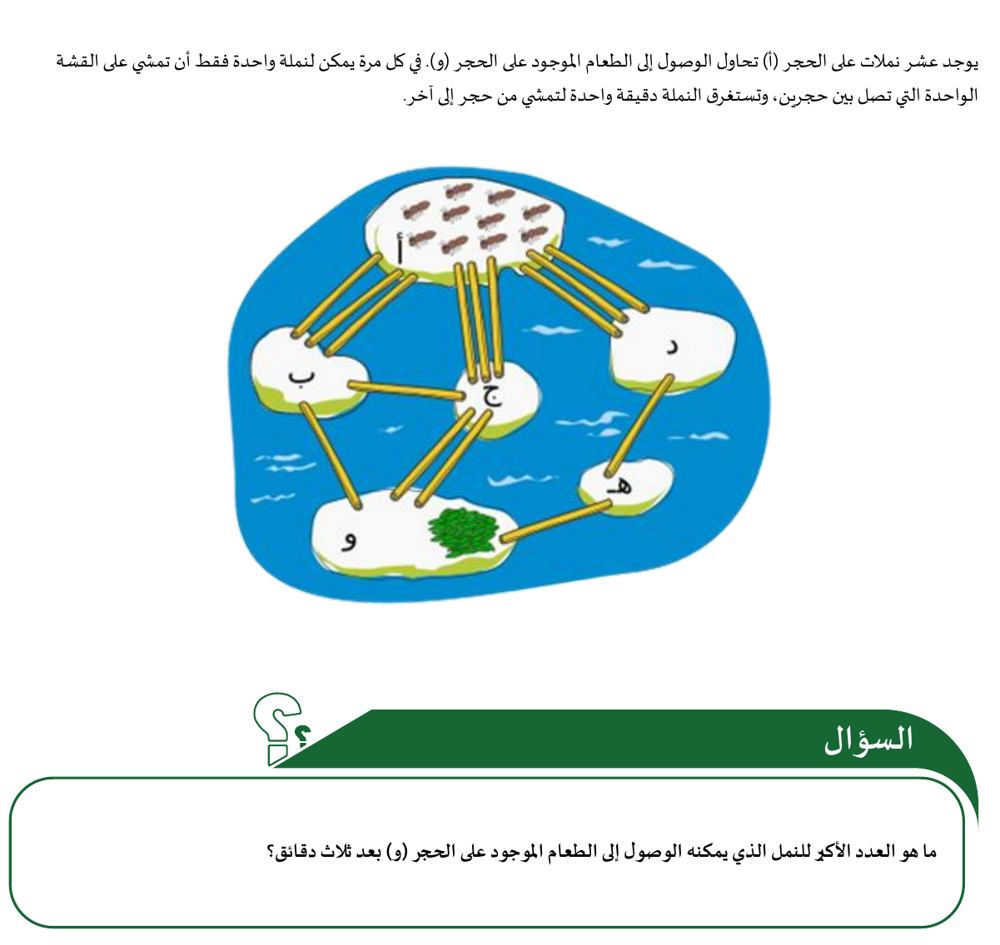 يوجد عشر نملات على الحجر (أ) تحاول الوصول إلى الطعام الموجود على الحجر (و). في كل مرة يمكن لنملة واحدة فقط أن تمشي على القشة
الواحدة التي تصل بين حجرين، وتستغرق النملة دقيقة واحدة لتمشي من حجر إلى آخر.
أ
د
ب
ج
هـ
و
؟
؟
السؤال
ما هو العدد الأكبر للنمل الذي يمكنه الوصول إلى الطعام الموجود على الحجر (و) بعد ثلاث دقائق؟